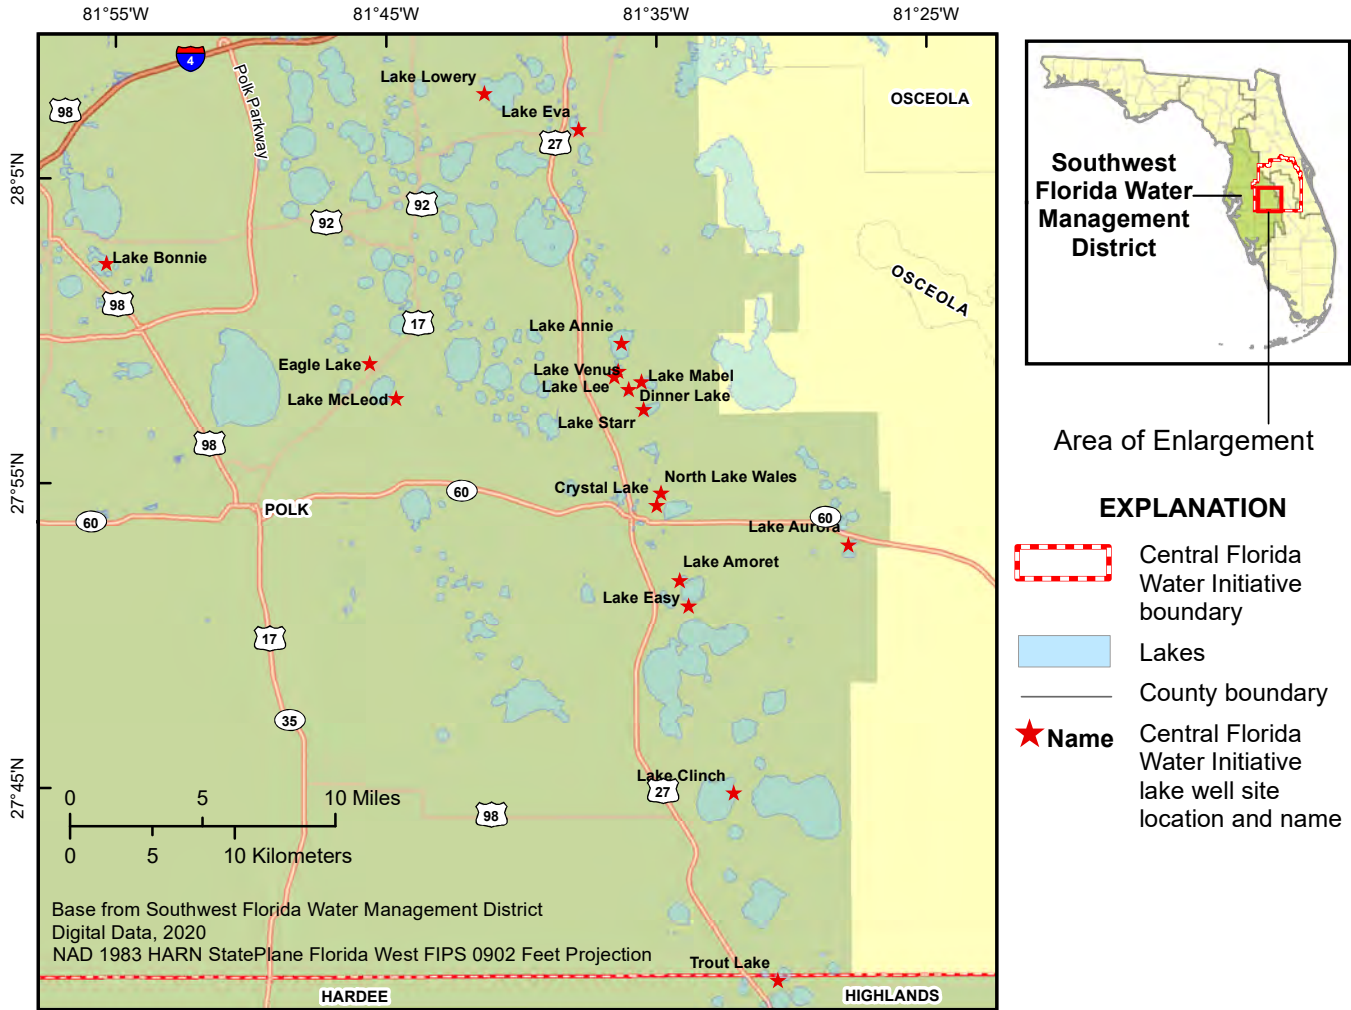 81°55'W
81°45'W
81°35'W
81°25'W
28°5'N
27°55'N
27°45'N
4
98
Polk Parkway
Lake Lowery
Lake Eva
27
OSCEOLA
92
92
Lake Bonnie
98
17
OSCEOLA
Lake Annie
Eagle Lake
Lake Venus
Lake Mabel
Lake Lee
Dinner Lake
Lake McLeod
Lake Starr
98
North Lake Wales
Crystal Lake
60
POLK
60
60
Lake Aurora
Lake Amoret
Lake Easy
17
35
Lake Clinch
27
98
0 5 10 Miles
0 5 10 Kilometers
Base from Southwest Florida Water Management District
Digital Data, 2020
NAD 1983 HARN StatePlane Florida West FIPS 0902 Feet Projection
Trout Lake
HARDEE
HIGHLANDS
Southwest
Florida Water
Management
District
Area of Enlargement
EXPLANATION
Central Florida
Water Initiative
boundary
Lakes
County boundary
Name
Central Florida
Water Initiative
lake well site
location and name